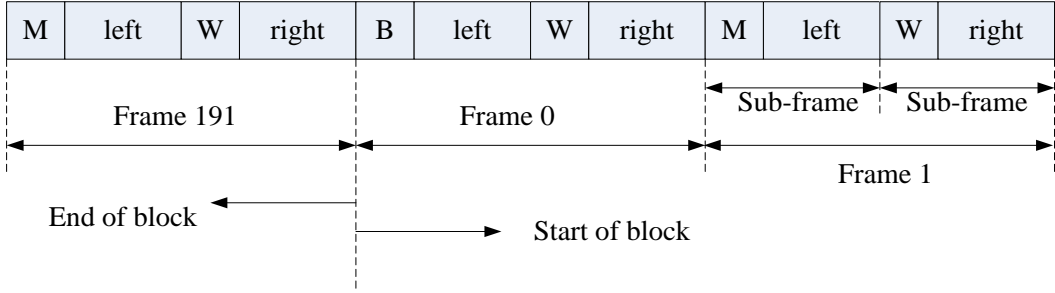 M left W right B left W right M left W right
Sub-frame Sub-frame
Frame 191 Frame 0
Frame 1
End of block Start of block